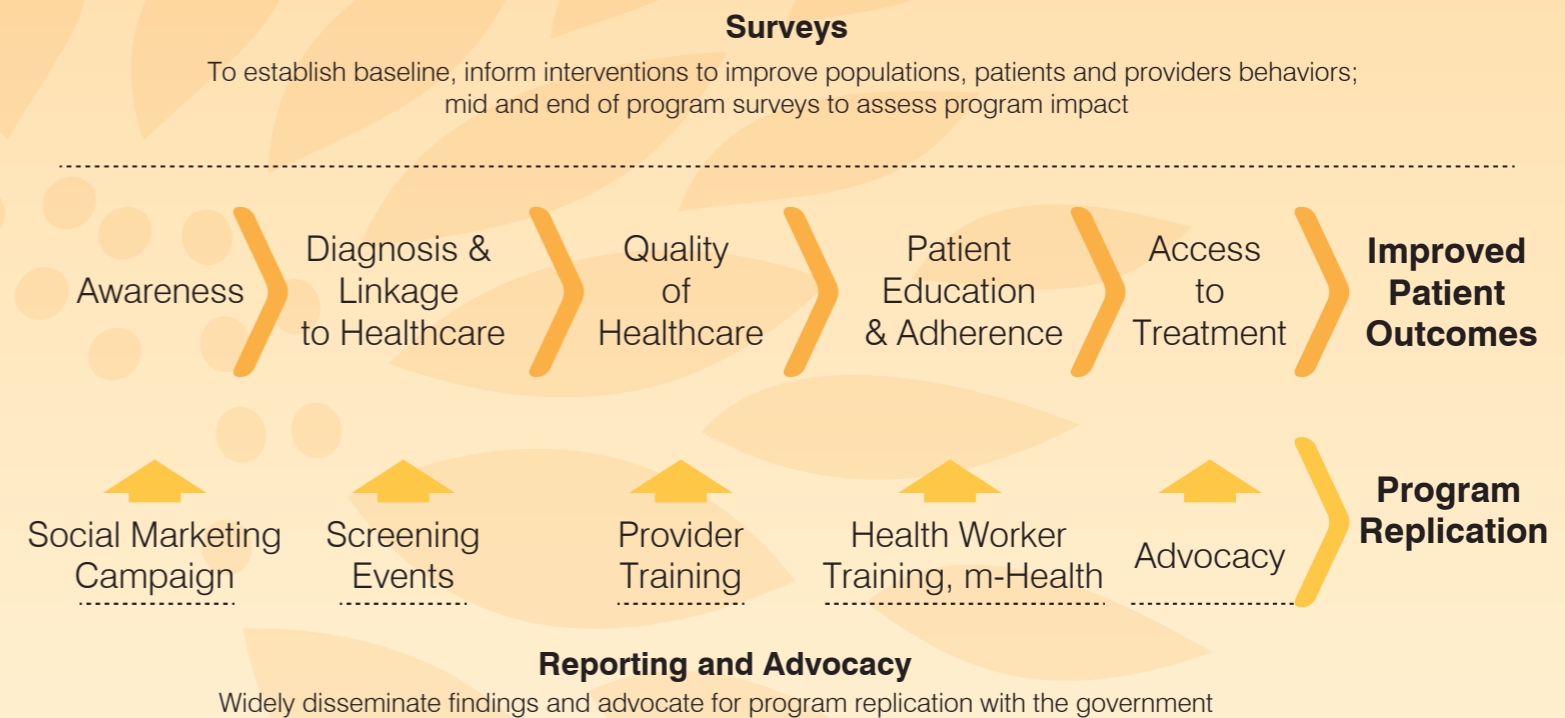 Surveys
To establish baseline, inform interventions to improve populations, patients and providers behaviors;
mid and end of program surveys to assess program impact
Awareness
Diagnosis &
Linkage
to Healthcare
Quality
of
Healthcare
Patient
Education
& Adherence
Access
to
Treatment
Improved
Patient
Outcomes
Social Marketing
Campaign
Screening
Events
Provider
Training
Health Worker
Training, m-Health
Advocacy
Program
Replication
Reporting and Advocacy
Widely disseminate findings and advocate for program replication with the government